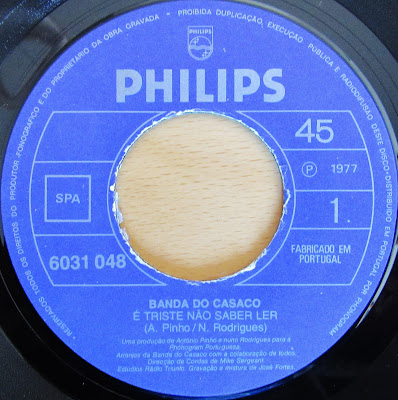 RESERVADOS TODOS OS DIREITOS DO PRODUTOR FONOGRÁFICO E DO PROPRIETÁRIO DA OBRA GRAVADA - PROIBIDA DUPLICAÇÃO, EXECUÇÃO PÚBLICA E RADIODIFUSÃO DESTE DISCO-DISTRIBUÍDO EM PORTUGAL POR PHONOGRAM
PHILIPS
45
SPA
Ⓟ 1977
1.
6031 048
FABRICADO EM
PORTUGAL
BANDA DO CASACO
É TRISTE NÃO SABER LER
(A. Pinho/N. Rodrigues)
Uma produção de António Pinho e nuno Rodrigues para a
Phonogram Portuguesa.
Arranjos da Banda do Casaco com a colaboração de todos.
Direcção de Cordas de Mike Sergeant.
Estúdios Rádio Triunfo. Gravação e mistura de José Fortes.